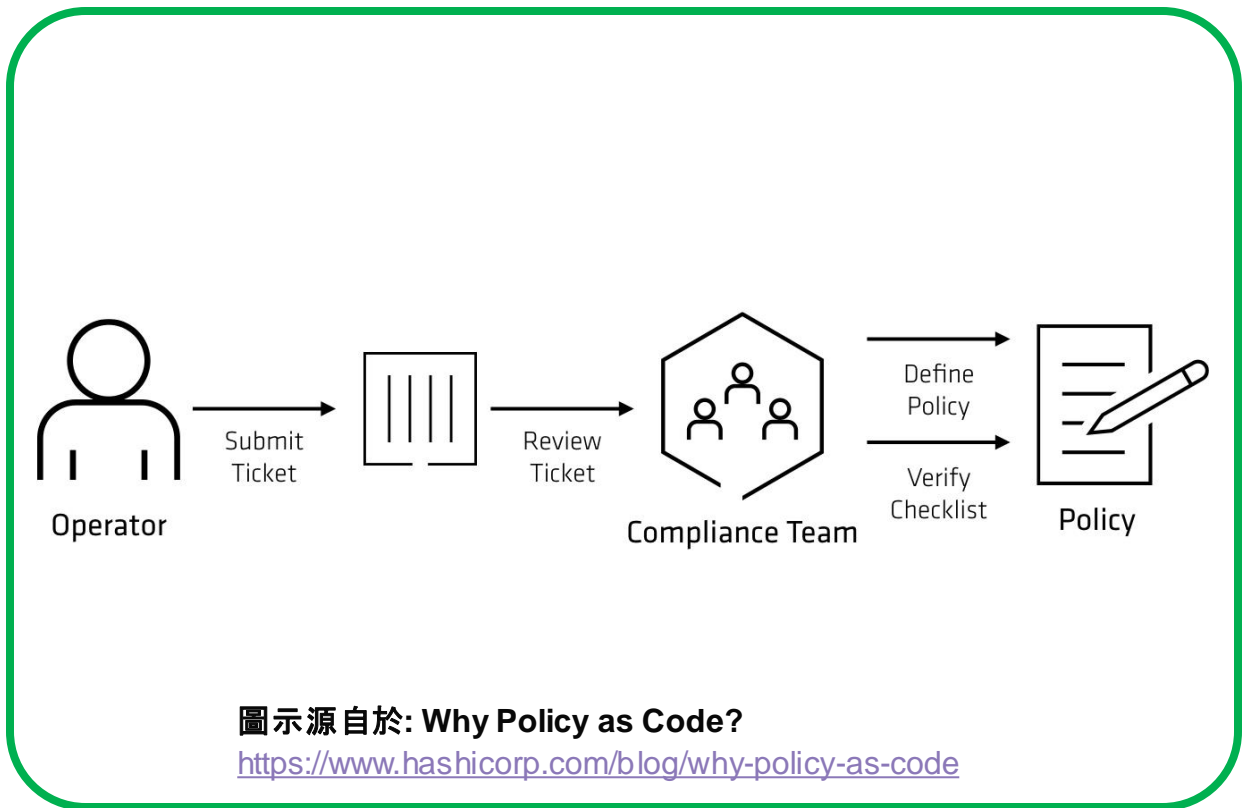 Submit
Ticket
Review
Ticket
Define
Policy
Verify
Checklist
Operator
Compliance Team
Policy
圖示源自於: Why Policy as Code?
https://www.hashicorp.com/blog/why-policy-as-code